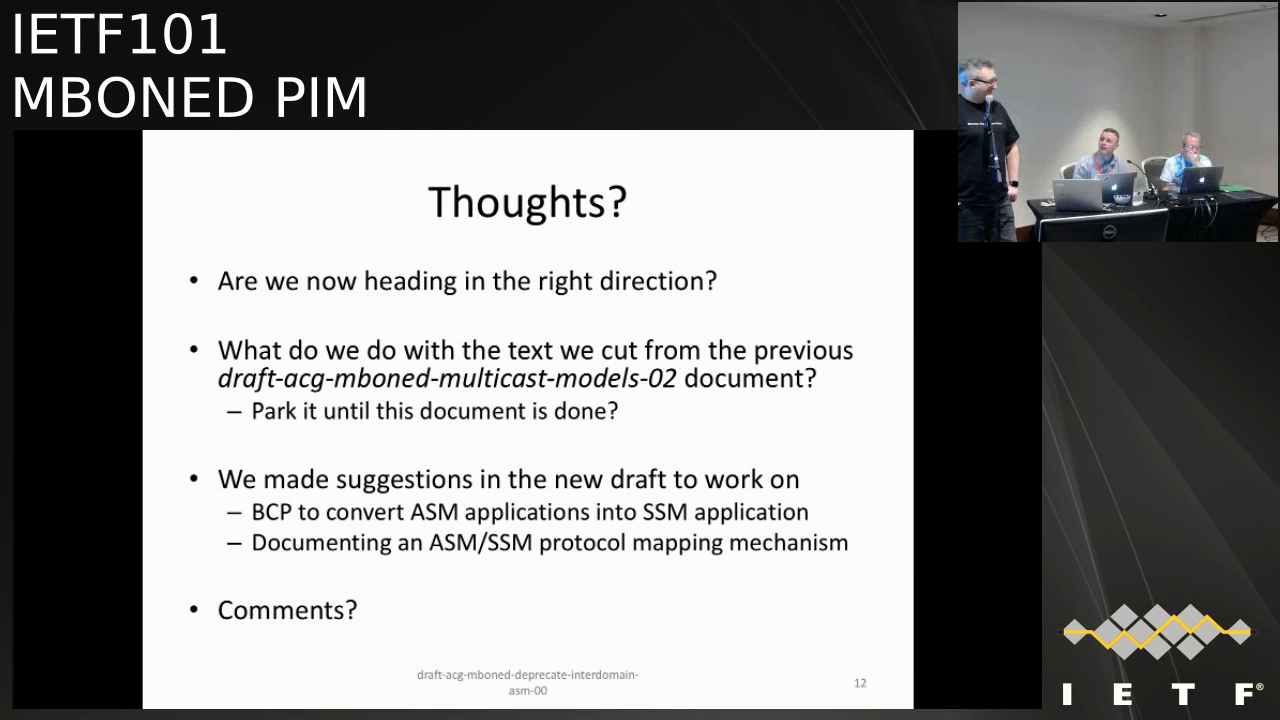 IETF101
MBONED PIM
Thoughts?
• Are we now heading in the right direction?
• What do we do with the text we cut from the previous
draft-acg-mboned-multicast-models-02 document?
– Park it until this document is done?
• We made suggestions in the new draft to work on
– BCP to convert ASM applications into SSM application
– Documenting an ASM/SSM protocol mapping mechanism
• Comments?
draft-acg-mboned-deprecate-interdomain-
asm-00
12
I E T F®